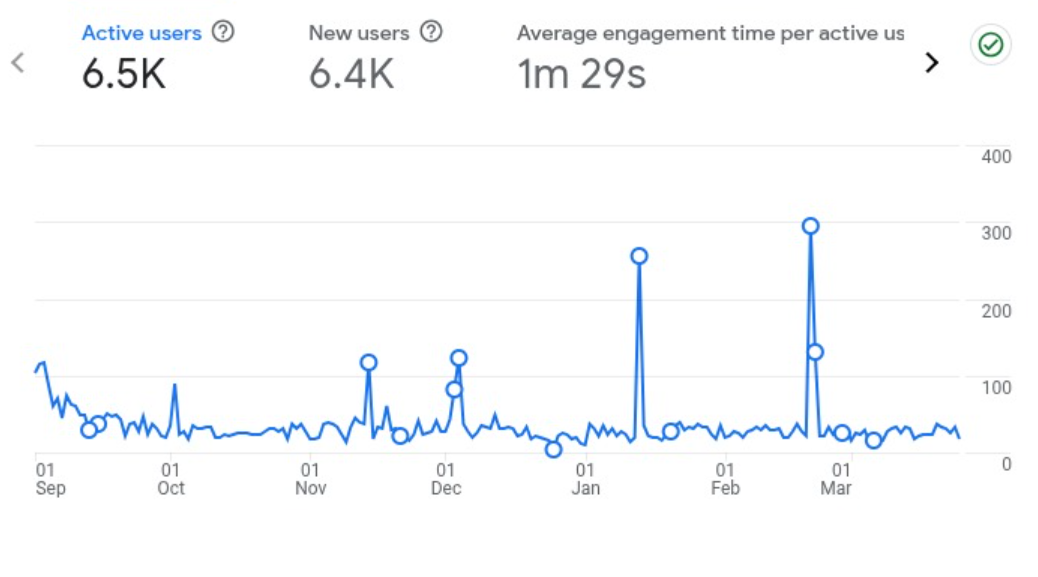 Active users
New users
Average engagement time per active us
6.5K
6.4K
1m 29s
400
300
200
100
0
01 01 01 01 01 01 01
Sep Oct Nov Dec Jan Feb Mar